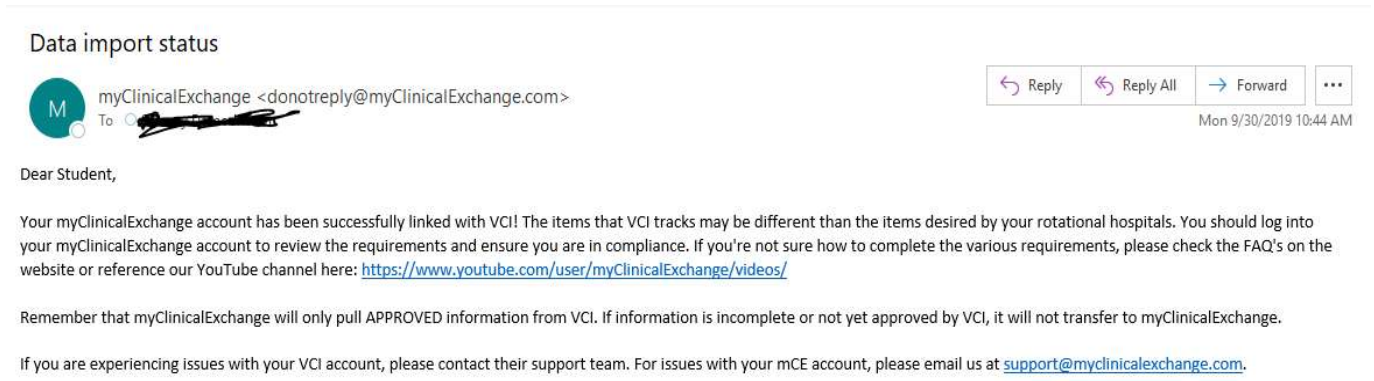 Data import status
M
myClinicalExchange <donotreply@myClinicalExchange.com>
To
Reply
Reply All
Forward
Mon 9/30/2019 10:44 AM
Dear Student,
Your myClinicalExchange account has been successfully linked with VCI! The items that VCI tracks may be different than the items desired by your rotational hospitals. You should log into
your myClinicalExchange account to review the requirements and ensure you are in compliance. If you're not sure how to complete the various requirements, please check the FAQ's on the
website or reference our YouTube channel here: https://www.youtube.com/user/myClinicalExchange/videos/
Remember that myClinicalExchange will only pull APPROVED information from VCI. If information is incomplete or not yet approved by VCI, it will not transfer to myClinicalExchange.
If you are experiencing issues with your VCI account, please contact their support team. For issues with your mCE account, please email us at support@myclinicalexchange.com.